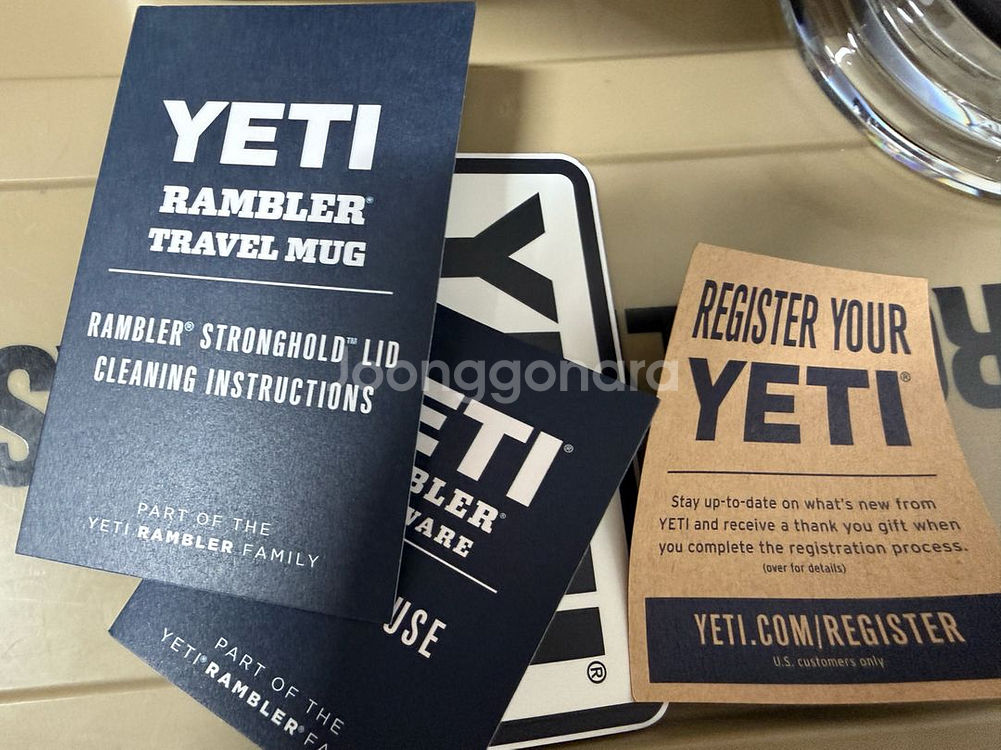 YETI
RAMBLER®
TRAVEL MUG
RAMBLER® STRONGHOLD™ LID
CLEANING INSTRUCTIONS
PART OF THE
YETI RAMBLER FAMILY
Joonggonara
YETI®
USE
PART OF THE
YETI® RAMBLER®
®
REGISTER YOUR
YETI®
Stay up-to-date on what's new from
YETI and receive a thank you gift when
you complete the registration process.
(over for details)
YETI.COM/REGISTER
U.S. customers only